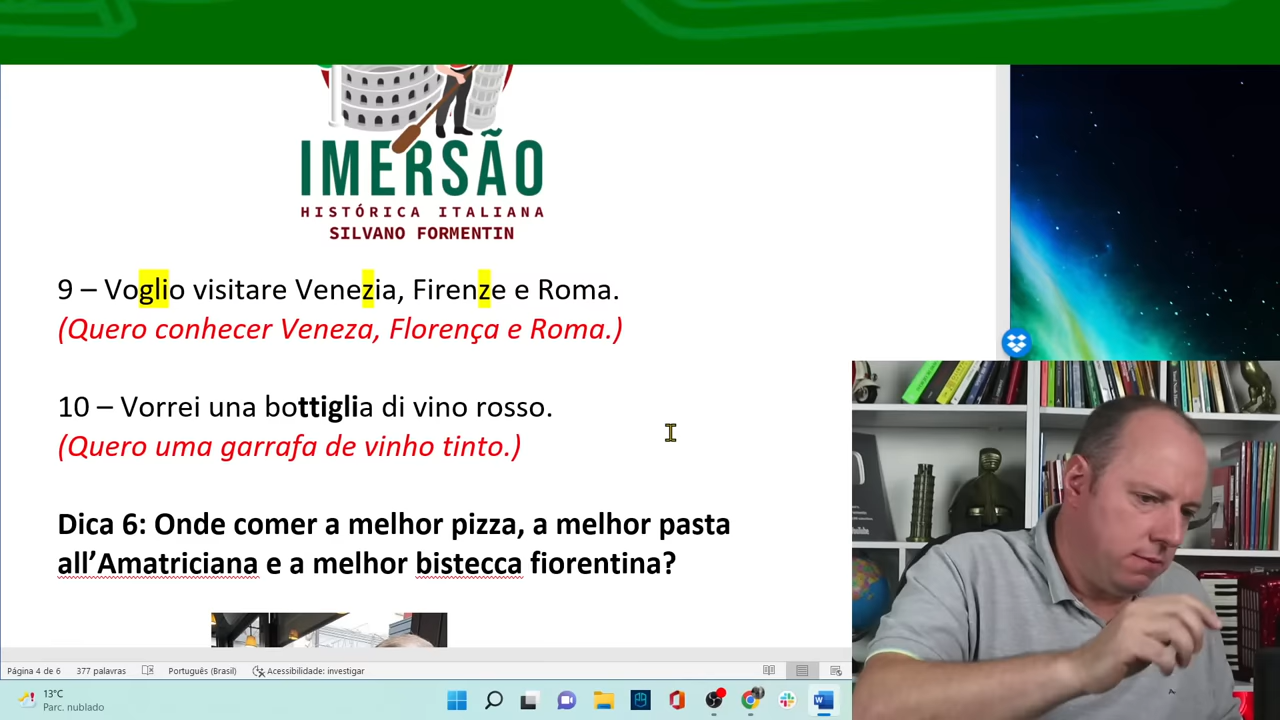 IMERSÃO
HISTÓRICA ITALIANA
SILVANO FORMENTIN
9 – Voglio visitare Venezia, Firenze e Roma.
(Quero conhecer Veneza, Florença e Roma.)
10 – Vorrei una bottiglia di vino rosso.
(Quero uma garrafa de vinho tinto.)
Dica 6: Onde comer a melhor pizza, a melhor pasta
all’Amatriciana e a melhor bistecca fiorentina?
Página 4 de 6 377 palavras Português (Brasil) Acessibilidade: investigar
13°C
Parc. nublado